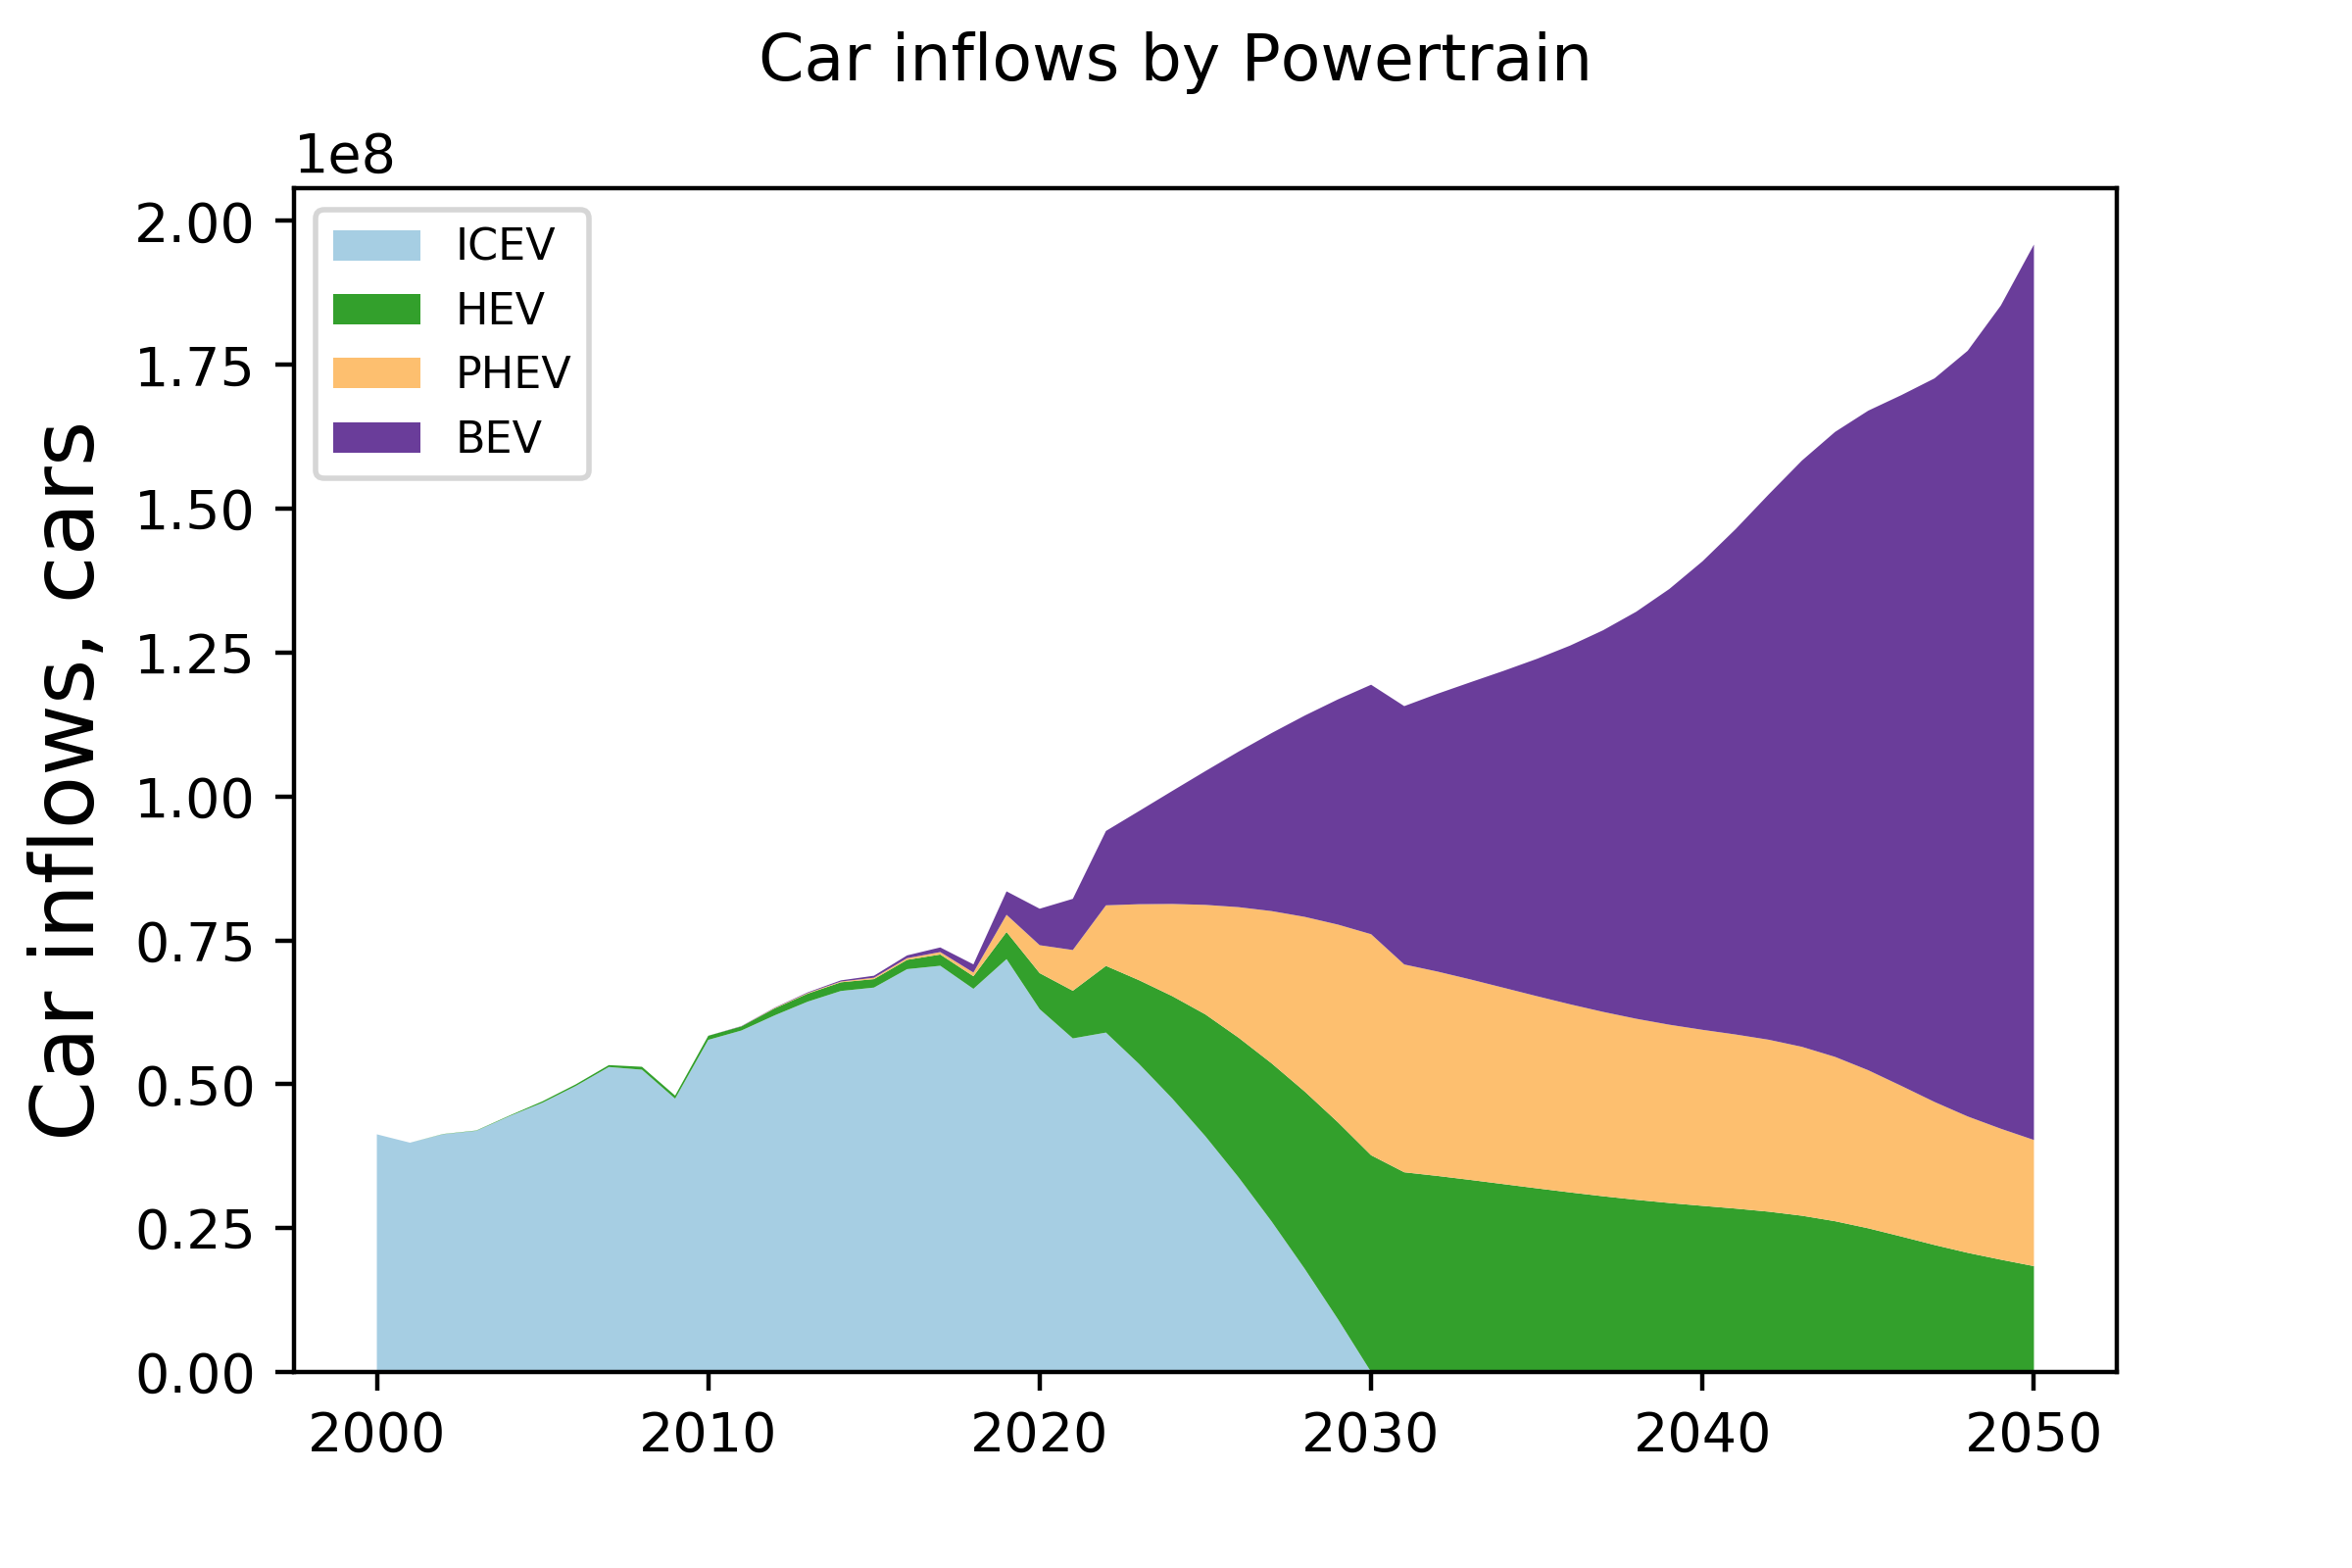 Car inflows by Powertrain
1e8
2.00
1.75
1.50
1.25
1.00
0.75
0.50
0.25
0.00
Car inflows, cars
ICEV
HEV
PHEV
BEV
2000 2010 2020 2030 2040 2050